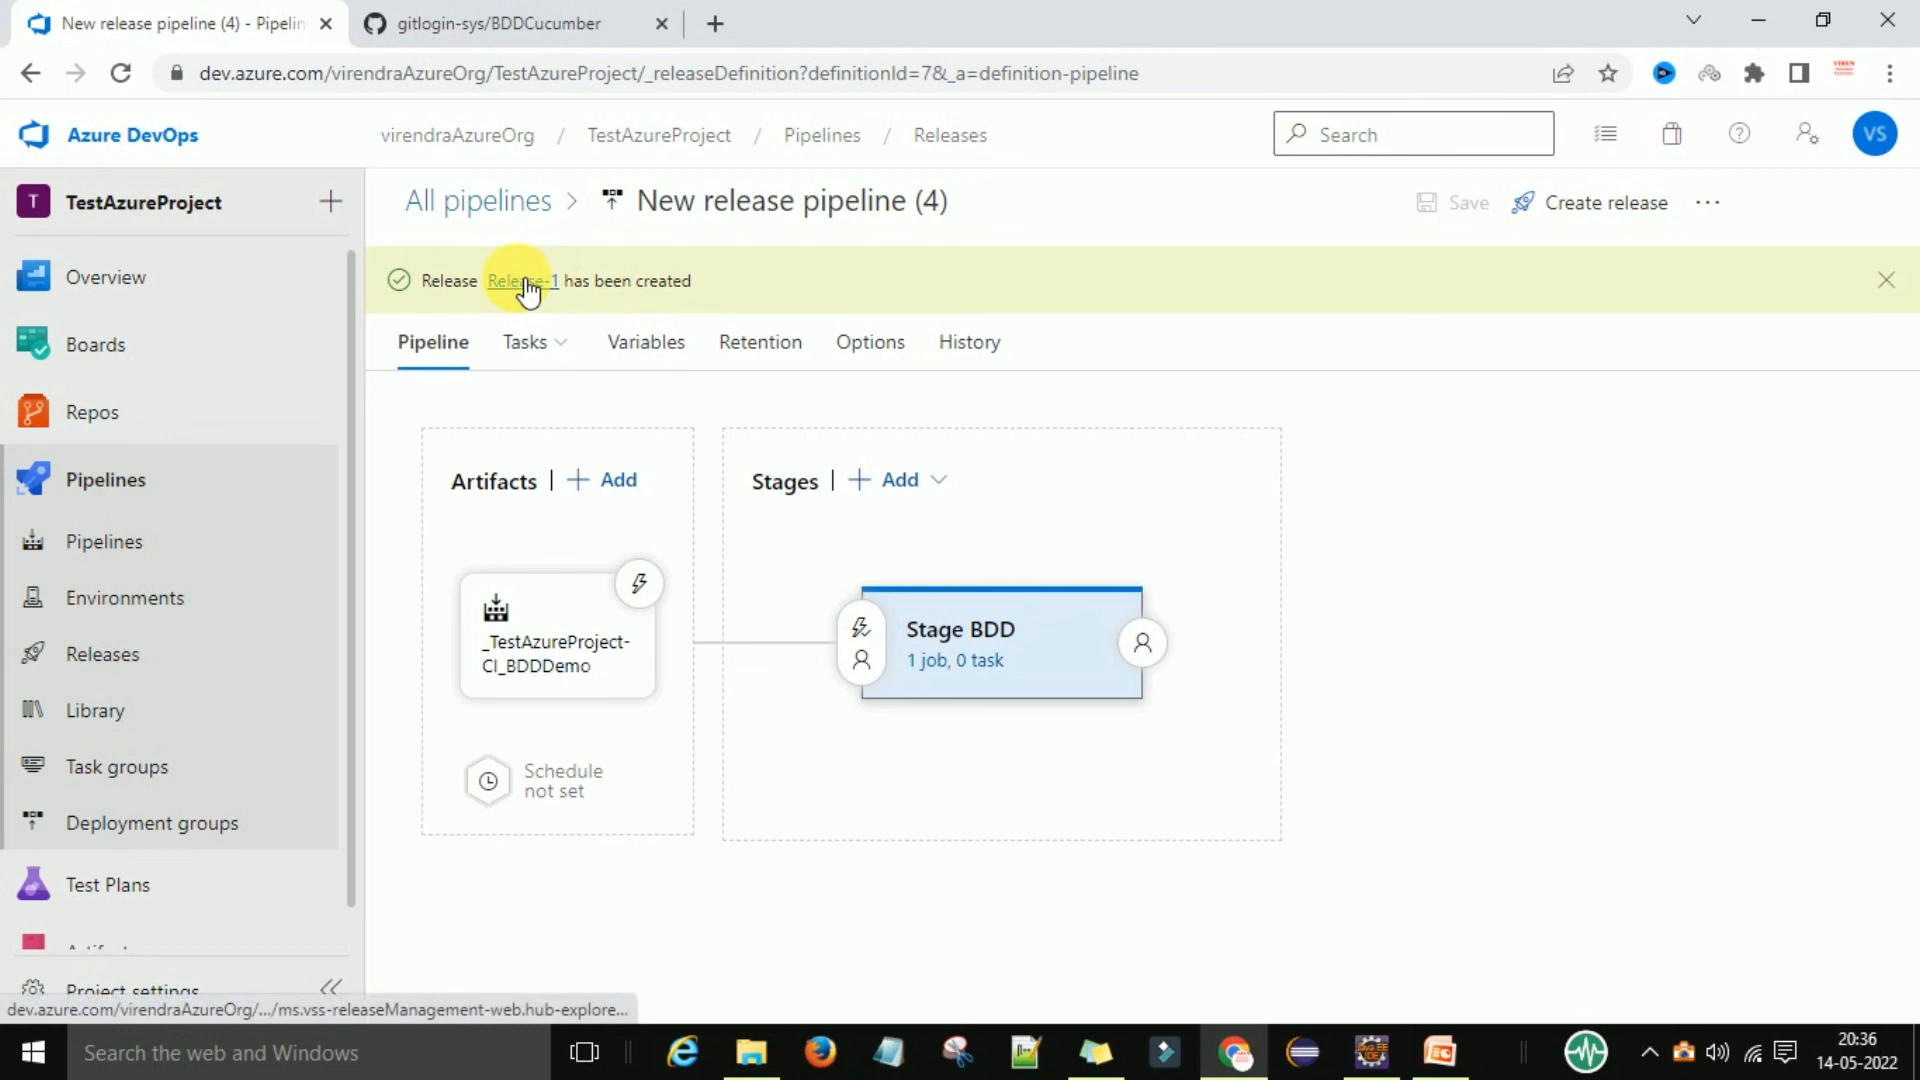 New release pipeline (4) - Pipelin
gitlogin-sys/BDDCucumber
dev.azure.com/virendraAzureOrg/TestAzureProject/_releaseDefinition?definitionId=7&_a=definition-pipeline
Azure DevOps
virendraAzureOrg / TestAzureProject / Pipelines / Releases
Search
VS
T TestAzureProject
All pipelines > New release pipeline (4)
Save
Create release
Release Release-1 has been created
Pipeline Tasks Variables Retention Options History
Overview
Boards
Repos
Pipelines
Pipelines
Environments
Releases
Library
Task groups
Deployment groups
Test Plans
Project settings
Artifacts | + Add
Stages | + Add
_TestAzureProject-
CI_BDDDemo
Schedule
not set
Stage BDD
1 job, 0 task
dev.azure.com/virendraAzureOrg/.../ms.vss-releaseManagement-web.hub-explore...
Search the web and Windows
20:36
14-05-2022